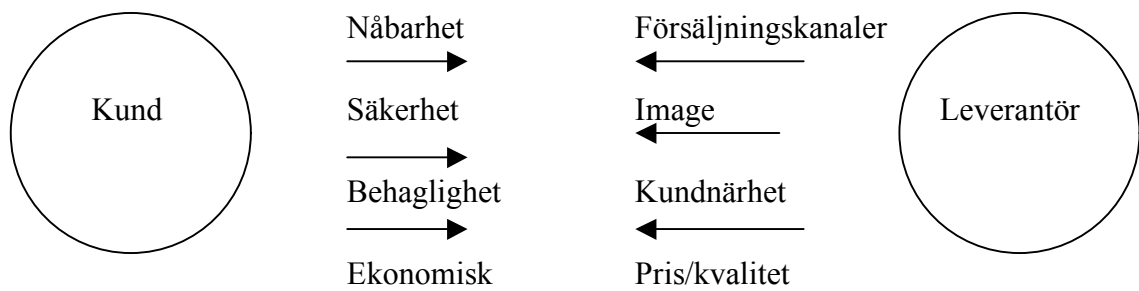 Nåbarhet Försäljningskanaler
Kund Säkerhet Image Leverantör
Behaglighet Kundnärhet
Ekonomisk Pris/kvalitet